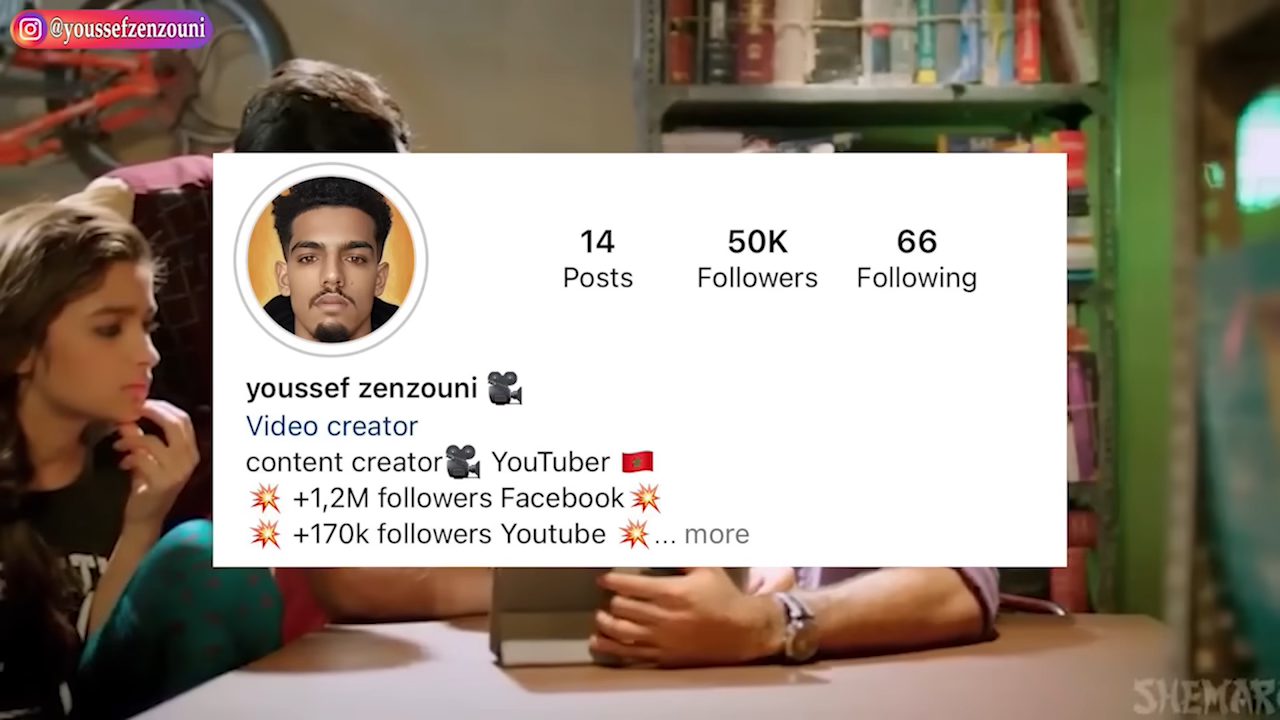 @youssefzenzouni
14 50K 66
Posts Followers Following
youssef zenzouni 🎥
Video creator
content creator🎥 YouTuber 🇲🇦
💥 +1,2M followers Facebook💥
💥 +170k followers Youtube 💥... more
SHEMAR